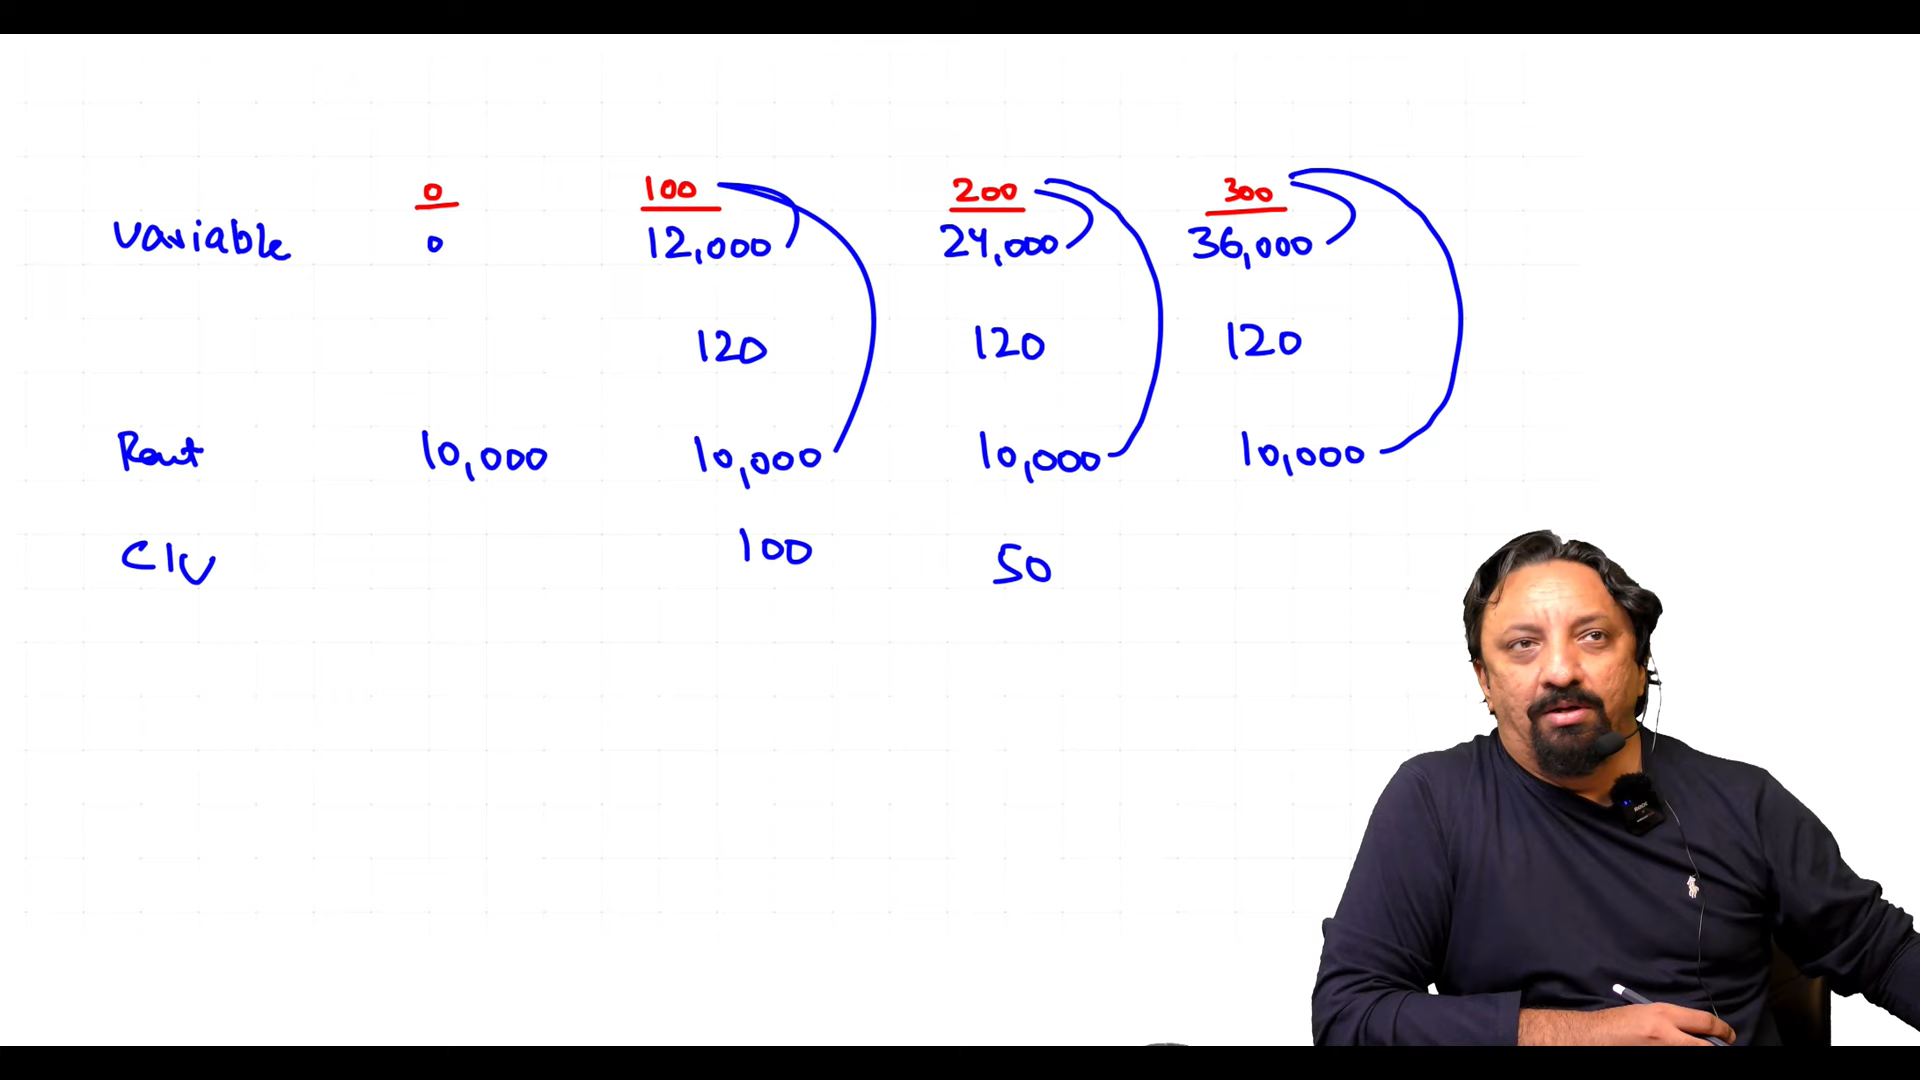 0 100 200 300
variable 0 12,000 24,000 36,000
120 120 120
Rent 10,000 10,000 10,000 10,000
C/U 100 50